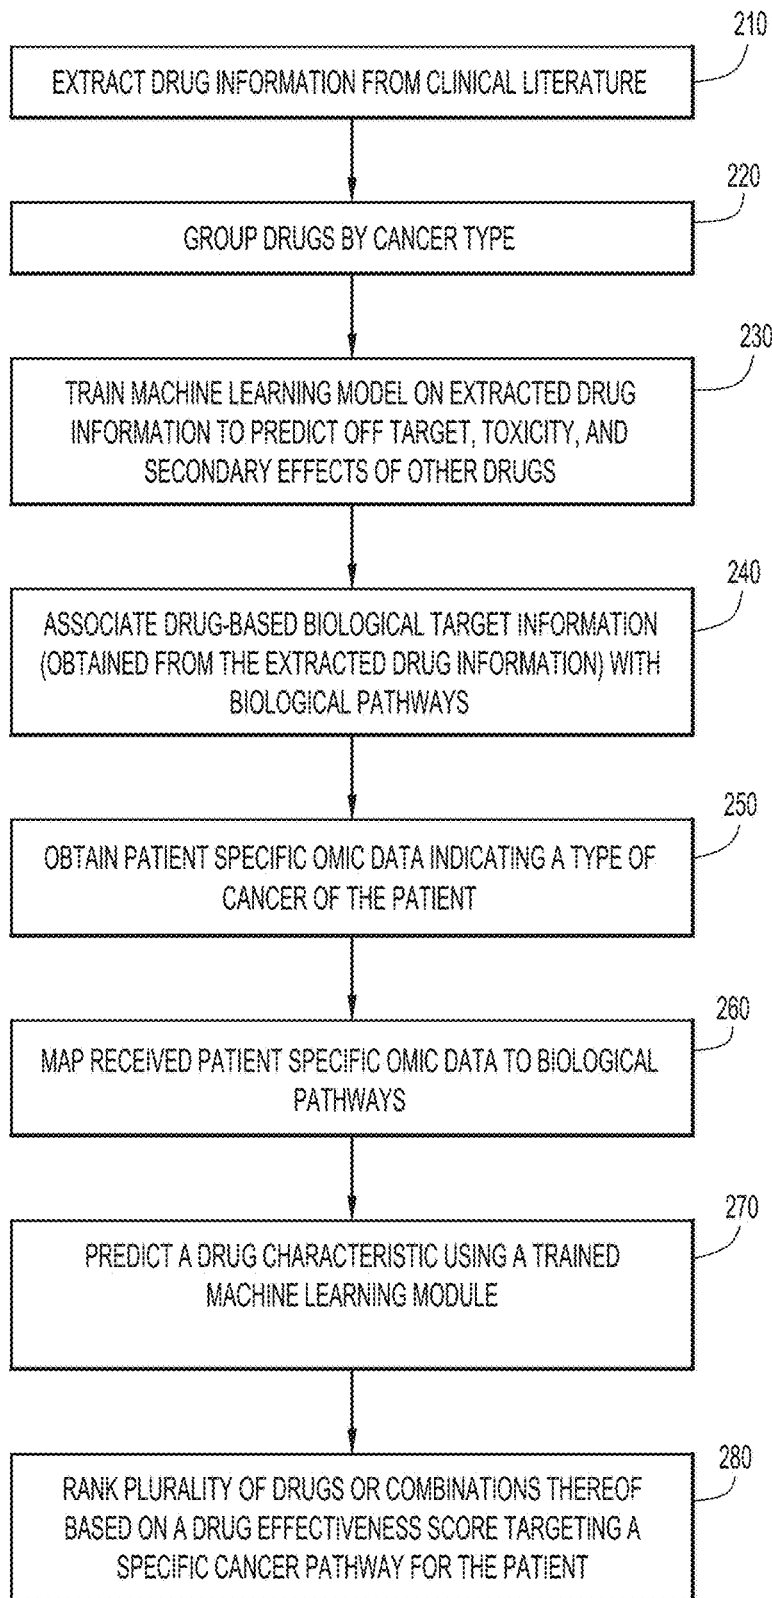 210
EXTRACT DRUG INFORMATION FROM CLINICAL LITERATURE
220
GROUP DRUGS BY CANCER TYPE
230
TRAIN MACHINE LEARNING MODEL ON EXTRACTED DRUG
INFORMATION TO PREDICT OFF TARGET, TOXICITY, AND
SECONDARY EFFECTS OF OTHER DRUGS
240
ASSOCIATE DRUG-BASED BIOLOGICAL TARGET INFORMATION
(OBTAINED FROM THE EXTRACTED DRUG INFORMATION) WITH
BIOLOGICAL PATHWAYS
250
OBTAIN PATIENT SPECIFIC OMIC DATA INDICATING A TYPE OF
CANCER OF THE PATIENT
260
MAP RECEIVED PATIENT SPECIFIC OMIC DATA TO BIOLOGICAL
PATHWAYS
270
PREDICT A DRUG CHARACTERISTIC USING A TRAINED
MACHINE LEARNING MODULE
280
RANK PLURALITY OF DRUGS OR COMBINATIONS THEREOF
BASED ON A DRUG EFFECTIVENESS SCORE TARGETING A
SPECIFIC CANCER PATHWAY FOR THE PATIENT